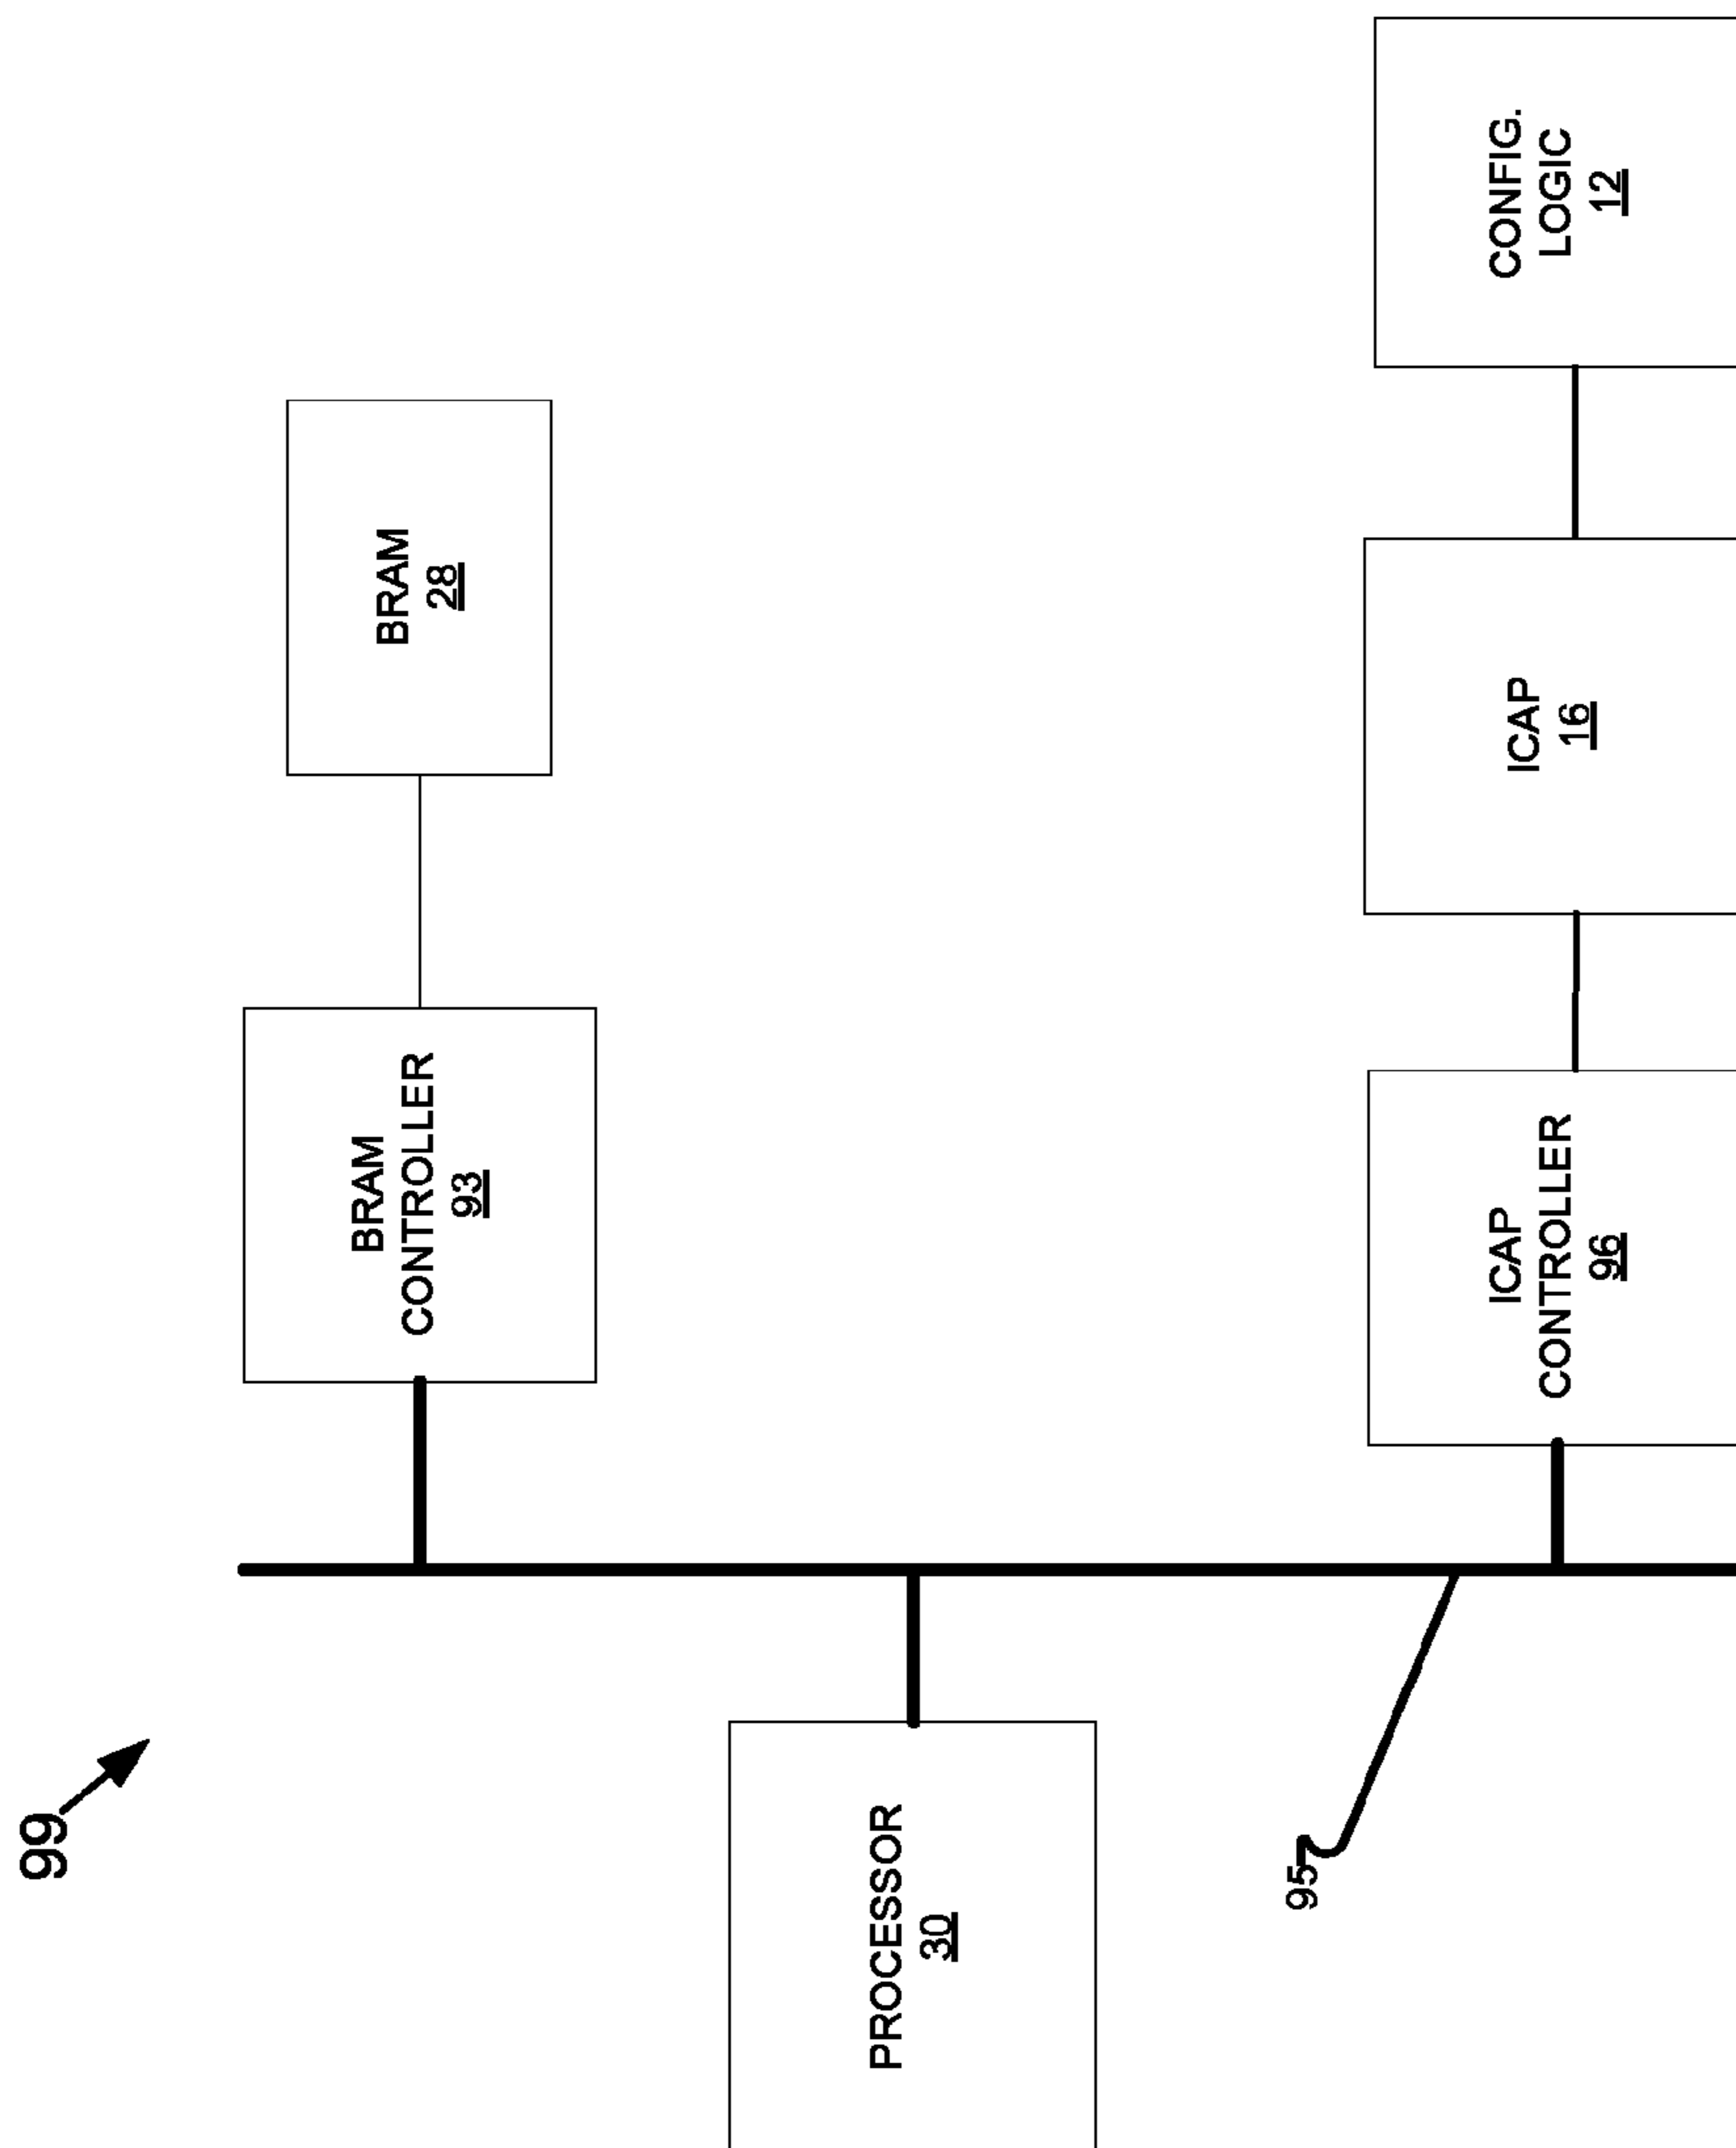 99
BRAM
CONTROLLER
93
BRAM
28
PROCESSOR
30
95
ICAP
CONTROLLER
96
ICAP
16
CONFIG.
LOGIC
12